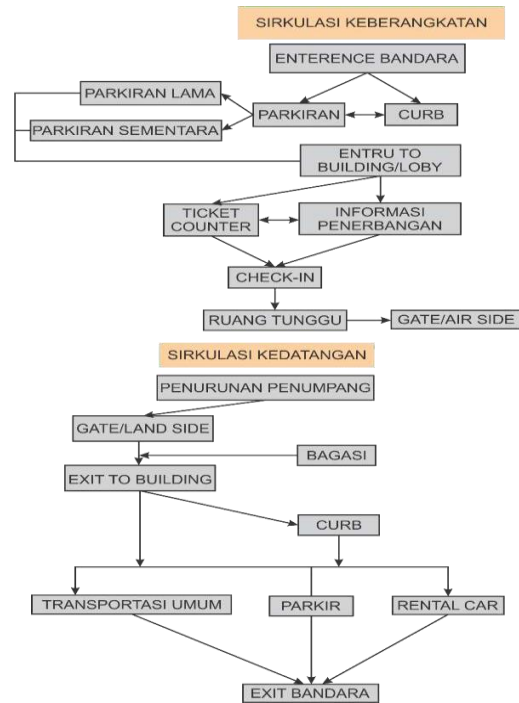 SIRKULASI KEBERANGKATAN
ENTERENCE BANDARA
PARKIRAN LAMA
PARKIRAN
CURB
PARKIRAN SEMENTARA
ENTRU TO
BUILDING/LOBY
TICKET
COUNTER
INFORMASI
PENERBANGAN
CHECK-IN
RUANG TUNGGU
GATE/AIR SIDE
SIRKULASI KEDATANGAN
PENURUNAN PENUMPANG
GATE/LAND SIDE
BAGASI
EXIT TO BUILDING
CURB
TRANSPORTASI UMUM
PARKIR
RENTAL CAR
EXIT BANDARA